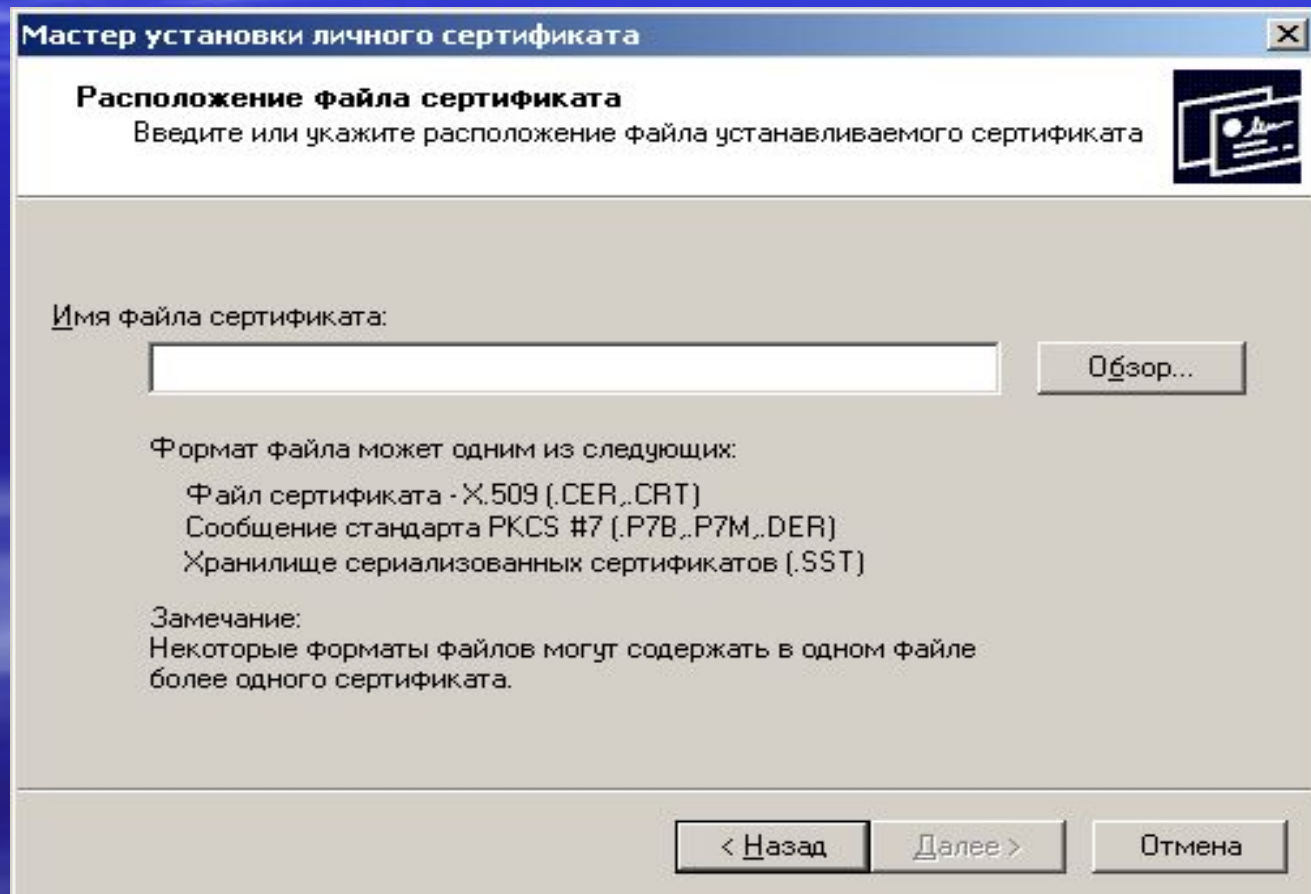 Мастер установки личного сертификата
Расположение файла сертификата
Введите или укажите расположение файла устанавливаемого сертификата
Имя файла сертификата:
Обзор...
Формат файла может одним из следующих:
Файл сертификата - X.509 (.CER,.CRT)
Сообщение стандарта PKCS #7 (.P7B,.P7M,.DER)
Хранилище сериализованных сертификатов (.SST)
Замечание:
Некоторые форматы файлов могут содержать в одном файле
более одного сертификата.
< Назад
Далее >
Отмена